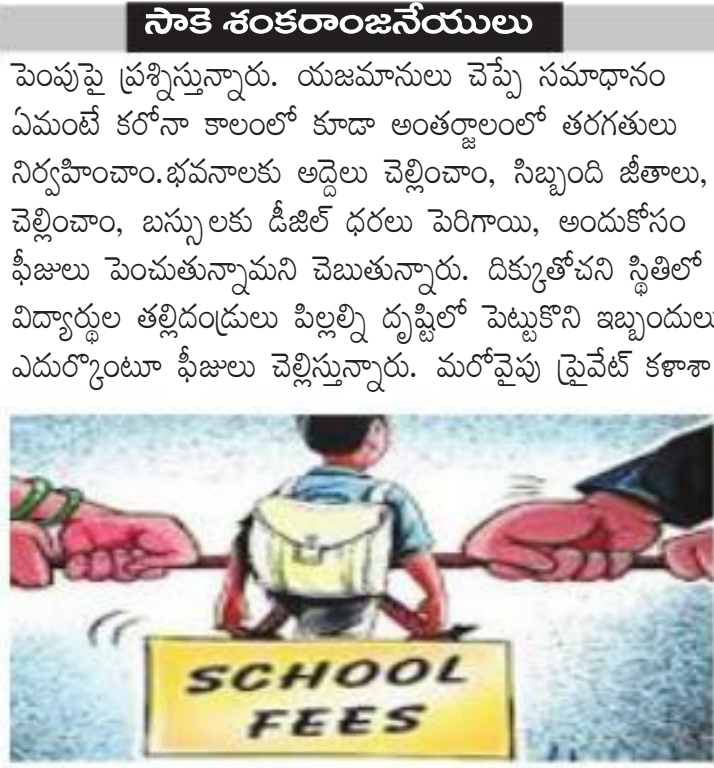 సాకె శంకరాంజనేయులు
పెంపుపై ప్రశ్నిస్తున్నారు. యజమానులు చెప్పే సమాధానం
ఏమంటే కరోనా కాలంలో కూడా అంతర్జాలంలో తరగతులు
నిర్వహించాం.భవనాలకు అద్దెలు చెల్లించాం, సిబ్బంది జీతాలు,
చెల్లించాం, బస్సులకు డీజిల్ ధరలు పెరిగాయి, అందుకోసం
ఫీజులు పెంచుతున్నామని చెబుతున్నారు. దిక్కుతోచని స్థితిలో
విద్యార్థుల తల్లిదండ్రులు పిల్లల్ని దృష్టిలో పెట్టుకొని ఇబ్బందులు
ఎదుర్కొంటూ ఫీజులు చెల్లిస్తున్నారు. మరోవైపు ప్రైవేట్ కళాశా
SCHOOL
FEES